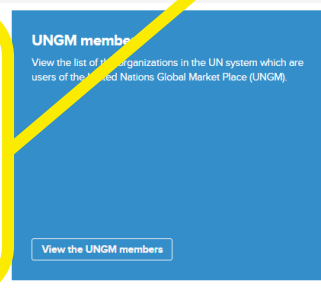 UNGM membe
View the list of organizations in the UN system which are
users of the United Nations Global Market Place (UNGM).
View the UNGM members